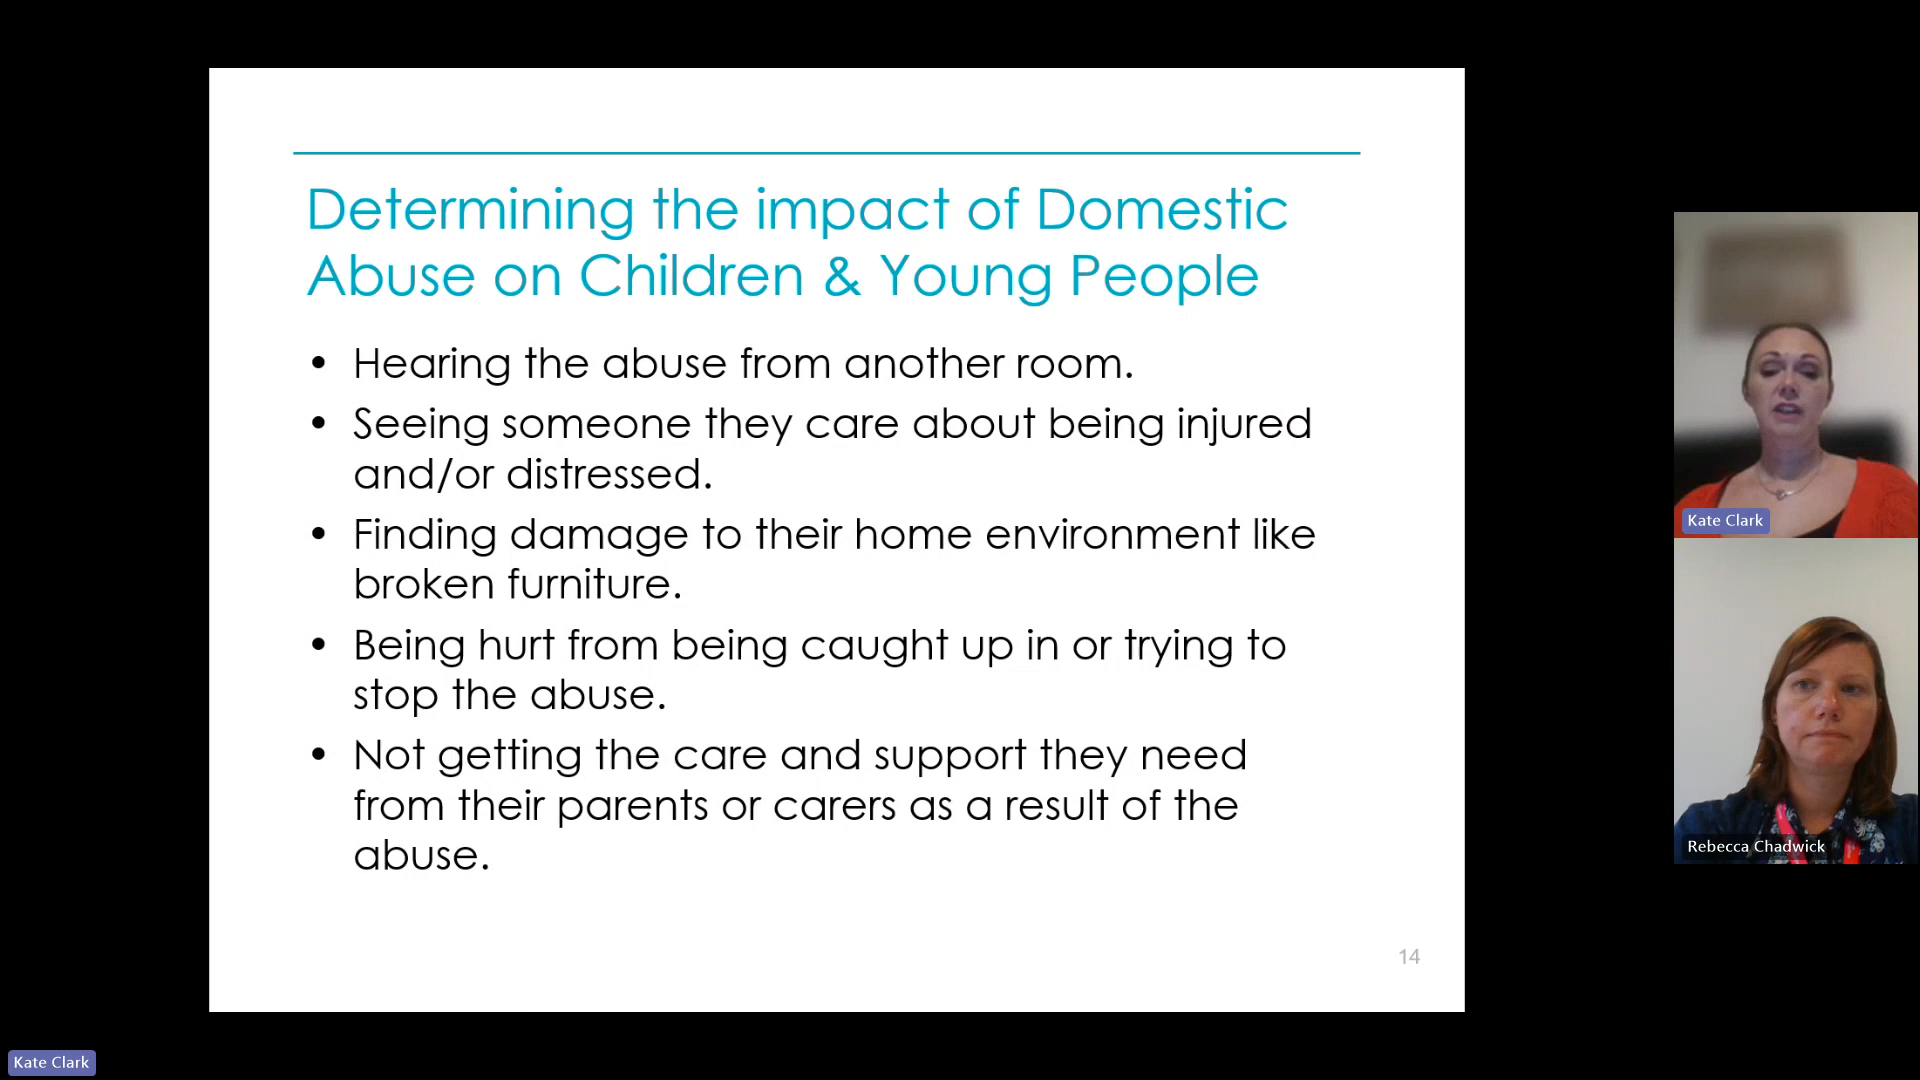 Determining the impact of Domestic
Abuse on Children & Young People
• Hearing the abuse from another room.
• Seeing someone they care about being injured
and/or distressed.
• Finding damage to their home environment like
broken furniture.
• Being hurt from being caught up in or trying to
stop the abuse.
• Not getting the care and support they need
from their parents or carers as a result of the
abuse.
14
Kate Clark
Rebecca Chadwick
Kate Clark